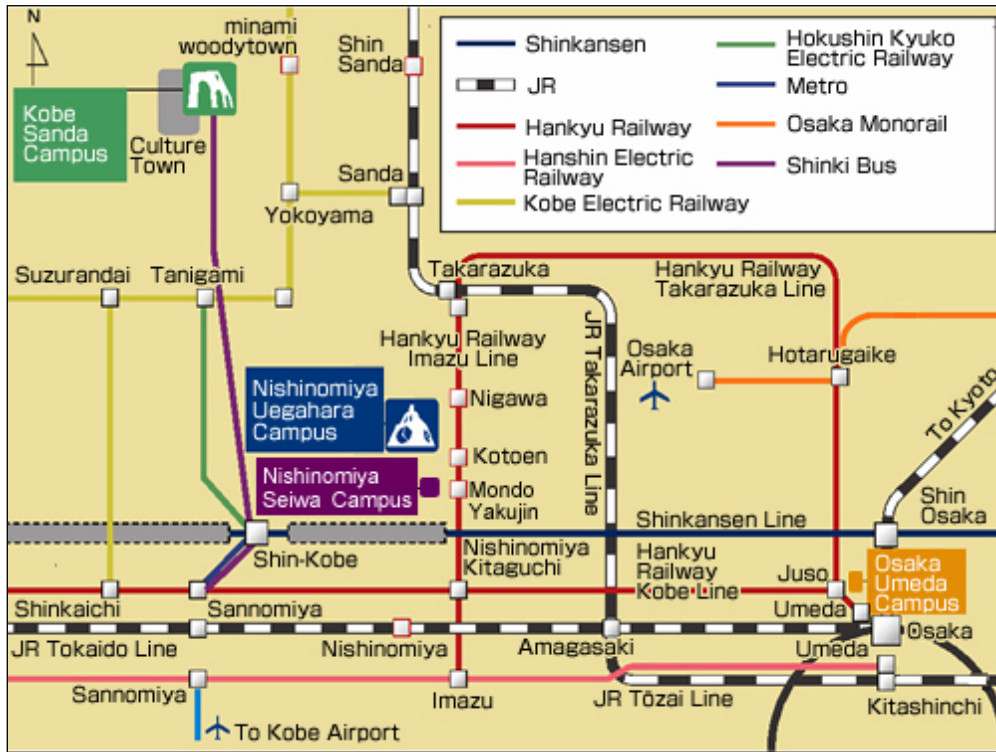 N
minami
woodytown
Shin
Sanda
Shinkansen
JR
Hankyu Railway
Hanshin Electric
Railway
Kobe Electric Railway
Hokushin Kyuko
Electric Railway
Metro
Osaka Monorail
Shinki Bus
Kobe
Sanda
Campus
Culture
Town
Sanda
Yokoyama
Suzurandai
Tanigami
Takarazuka
Hankyu Railway
Takarazuka Line
Hankyu Railway
Imazu Line
JR Takarazuka Line
Osaka
Airport
Hotarugaike
To Kyoto
Nishinomiya
Uegahara
Campus
Nigawa
Kotoen
Nishinomiya
Seiwa Campus
Mondo
Yakujin
Shin
Osaka
Shinkansen Line
Shin-Kobe
Nishinomiya
Kitaguchi
Hankyu
Railway
Kobe Line
Juso
Osaka
Umeda
Campus
Shinkaichi
Sannomiya
Umeda
Osaka
JR Tokaido Line
Nishinomiya
Amagasaki
Umeda
Sannomiya
Imazu
JR Tōzai Line
Kitashinchi
To Kobe Airport